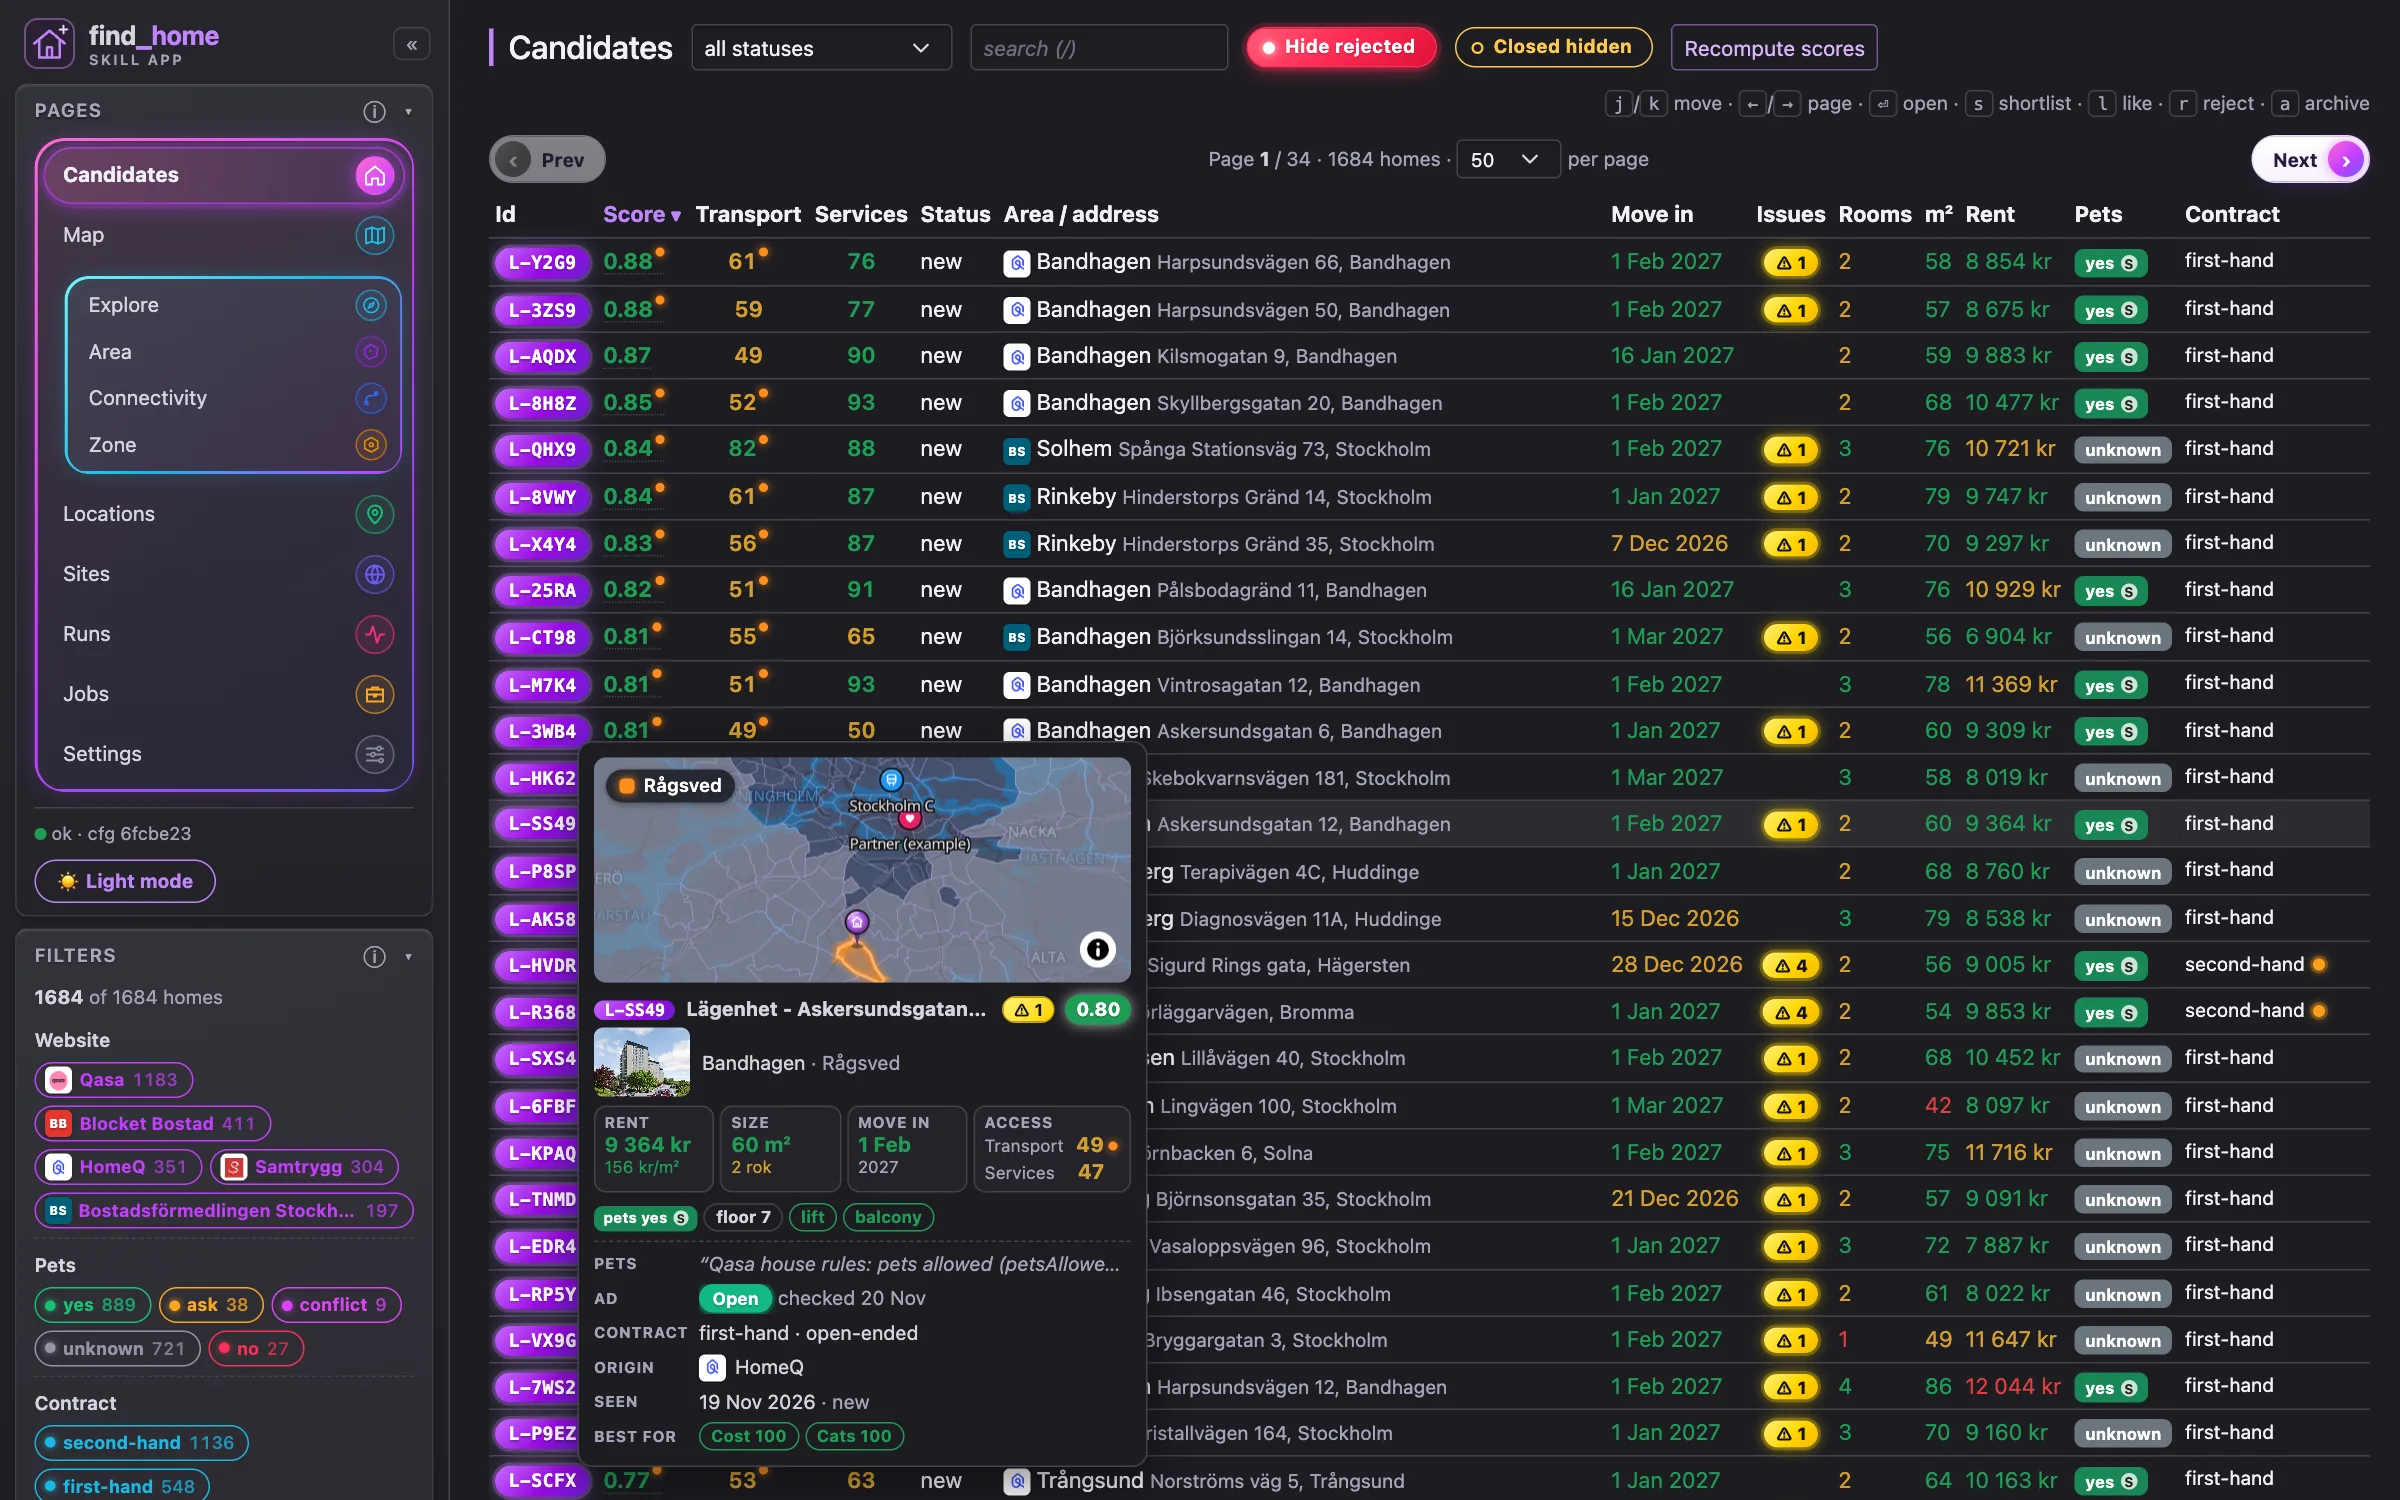 find_home
SKILL APP
«
PAGES
Candidates
Map
Explore
Area
Connectivity
Zone
Locations
Sites
Runs
Jobs
Settings
ok · cfg 6fcbe23
Light mode
FILTERS
1684 of 1684 homes
Website
Qasa 1183
BB Blocket Bostad 411
HomeQ 351
S Samtrygg 304
BS Bostadsförmedlingen Stockh... 197
Pets
yes 889
ask 38
conflict 9
unknown 721
no 27
Contract
second-hand 1136
first-hand 548
Candidates
all statuses
search (/)
Hide rejected
Closed hidden
Recompute scores
j/k move · ←/→ page · ⏎ open · s shortlist · l like · r reject · a archive
‹ Prev
Page 1 / 34 · 1684 homes · 50 per page
Next ›
Id Score ▾ Transport Services Status Area / address Move in Issues Rooms m² Rent Pets Contract
L-Y2G9 0.88 61 76 new Bandhagen Harpsundsvägen 66, Bandhagen 1 Feb 2027 1 2 58 8 854 kr yes S first-hand
L-3ZS9 0.88 59 77 new Bandhagen Harpsundsvägen 50, Bandhagen 1 Feb 2027 1 2 57 8 675 kr yes S first-hand
L-AQDX 0.87 49 90 new Bandhagen Kilsmogatan 9, Bandhagen 16 Jan 2027 2 59 9 883 kr yes S first-hand
L-8H8Z 0.85 52 93 new Bandhagen Skyllbergsgatan 20, Bandhagen 1 Feb 2027 2 68 10 477 kr yes S first-hand
L-QHX9 0.84 82 88 new BS Solhem Spånga Stationsväg 73, Stockholm 1 Feb 2027 1 3 76 10 721 kr unknown first-hand
L-8VWY 0.84 61 87 new BS Rinkeby Hinderstorps Gränd 14, Stockholm 1 Jan 2027 1 2 79 9 747 kr unknown first-hand
L-X4Y4 0.83 56 87 new BS Rinkeby Hinderstorps Gränd 35, Stockholm 7 Dec 2026 1 2 70 9 297 kr unknown first-hand
L-25RA 0.82 51 91 new Bandhagen Pålsbodagränd 11, Bandhagen 16 Jan 2027 3 76 10 929 kr yes S first-hand
L-CT98 0.81 55 65 new BS Bandhagen Björksundsslingan 14, Stockholm 1 Mar 2027 1 2 56 6 904 kr unknown first-hand
L-M7K4 0.81 51 93 new Bandhagen Vintrosagatan 12, Bandhagen 1 Feb 2027 3 78 11 369 kr yes S first-hand
L-3WB4 0.81 49 50 new Bandhagen Askersundsgatan 6, Bandhagen 1 Jan 2027 1 2 60 9 309 kr yes S first-hand
L-HK62 Skebokvarnsvägen 181, Stockholm 1 Mar 2027 3 58 8 019 kr unknown first-hand
L-SS49 Askersundsgatan 12, Bandhagen 1 Feb 2027 1 2 60 9 364 kr yes S first-hand
L-P8SP erg Terapivägen 4C, Huddinge 1 Jan 2027 2 68 8 760 kr unknown first-hand
L-AK58 erg Diagnosvägen 11A, Huddinge 15 Dec 2026 3 79 8 538 kr unknown first-hand
L-HVDR Sigurd Rings gata, Hägersten 28 Dec 2026 4 2 56 9 005 kr yes S second-hand
L-R368 rläggarvägen, Bromma 1 Jan 2027 4 2 54 9 853 kr yes S second-hand
L-SXS4 sen Lillåvägen 40, Stockholm 1 Feb 2027 1 2 68 10 452 kr unknown first-hand
L-6FBF n Lingvägen 100, Stockholm 1 Mar 2027 1 2 42 8 097 kr unknown first-hand
L-KPAQ örnbacken 6, Solna 1 Feb 2027 1 3 75 11 716 kr unknown first-hand
L-TNMD g Björnsonsgatan 35, Stockholm 21 Dec 2026 1 2 57 9 091 kr unknown first-hand
L-EDR4 Vasaloppsvägen 96, Stockholm 1 Jan 2027 1 3 72 7 887 kr unknown first-hand
L-RP5Y g Ibsengatan 46, Stockholm 1 Feb 2027 1 2 61 8 022 kr unknown first-hand
L-VX9G Bryggargatan 3, Stockholm 1 Feb 2027 1 1 49 11 647 kr unknown first-hand
L-7WS2 n Harpsundsvägen 12, Bandhagen 1 Feb 2027 1 4 86 12 044 kr yes S first-hand
L-P9EZ ristallvägen 164, Stockholm 1 Jan 2027 1 3 70 9 160 kr unknown first-hand
L-SCFX 0.77 53 63 new Trångsund Norströms väg 5, Trångsund 1 Jan 2027 2 64 10 163 kr yes S first-hand
Rågsved
NINGHOLM
Stockholm C
NACKA
Partner (example)
HÄSTHAGEN
ERÖ
VÅRSTAD
ÄLTA
L-SS49 Lägenhet - Askersundsgatan... 1 0.80
Bandhagen · Rågsved
RENT
9 364 kr
156 kr/m²
SIZE
60 m²
2 rok
MOVE IN
1 Feb
2027
ACCESS
Transport 49
Services 47
pets yes S floor 7 lift balcony
PETS “Qasa house rules: pets allowed (petsAllowe...
AD Open checked 20 Nov
CONTRACT first-hand · open-ended
ORIGIN HomeQ
SEEN 19 Nov 2026 · new
BEST FOR Cost 100 Cats 100